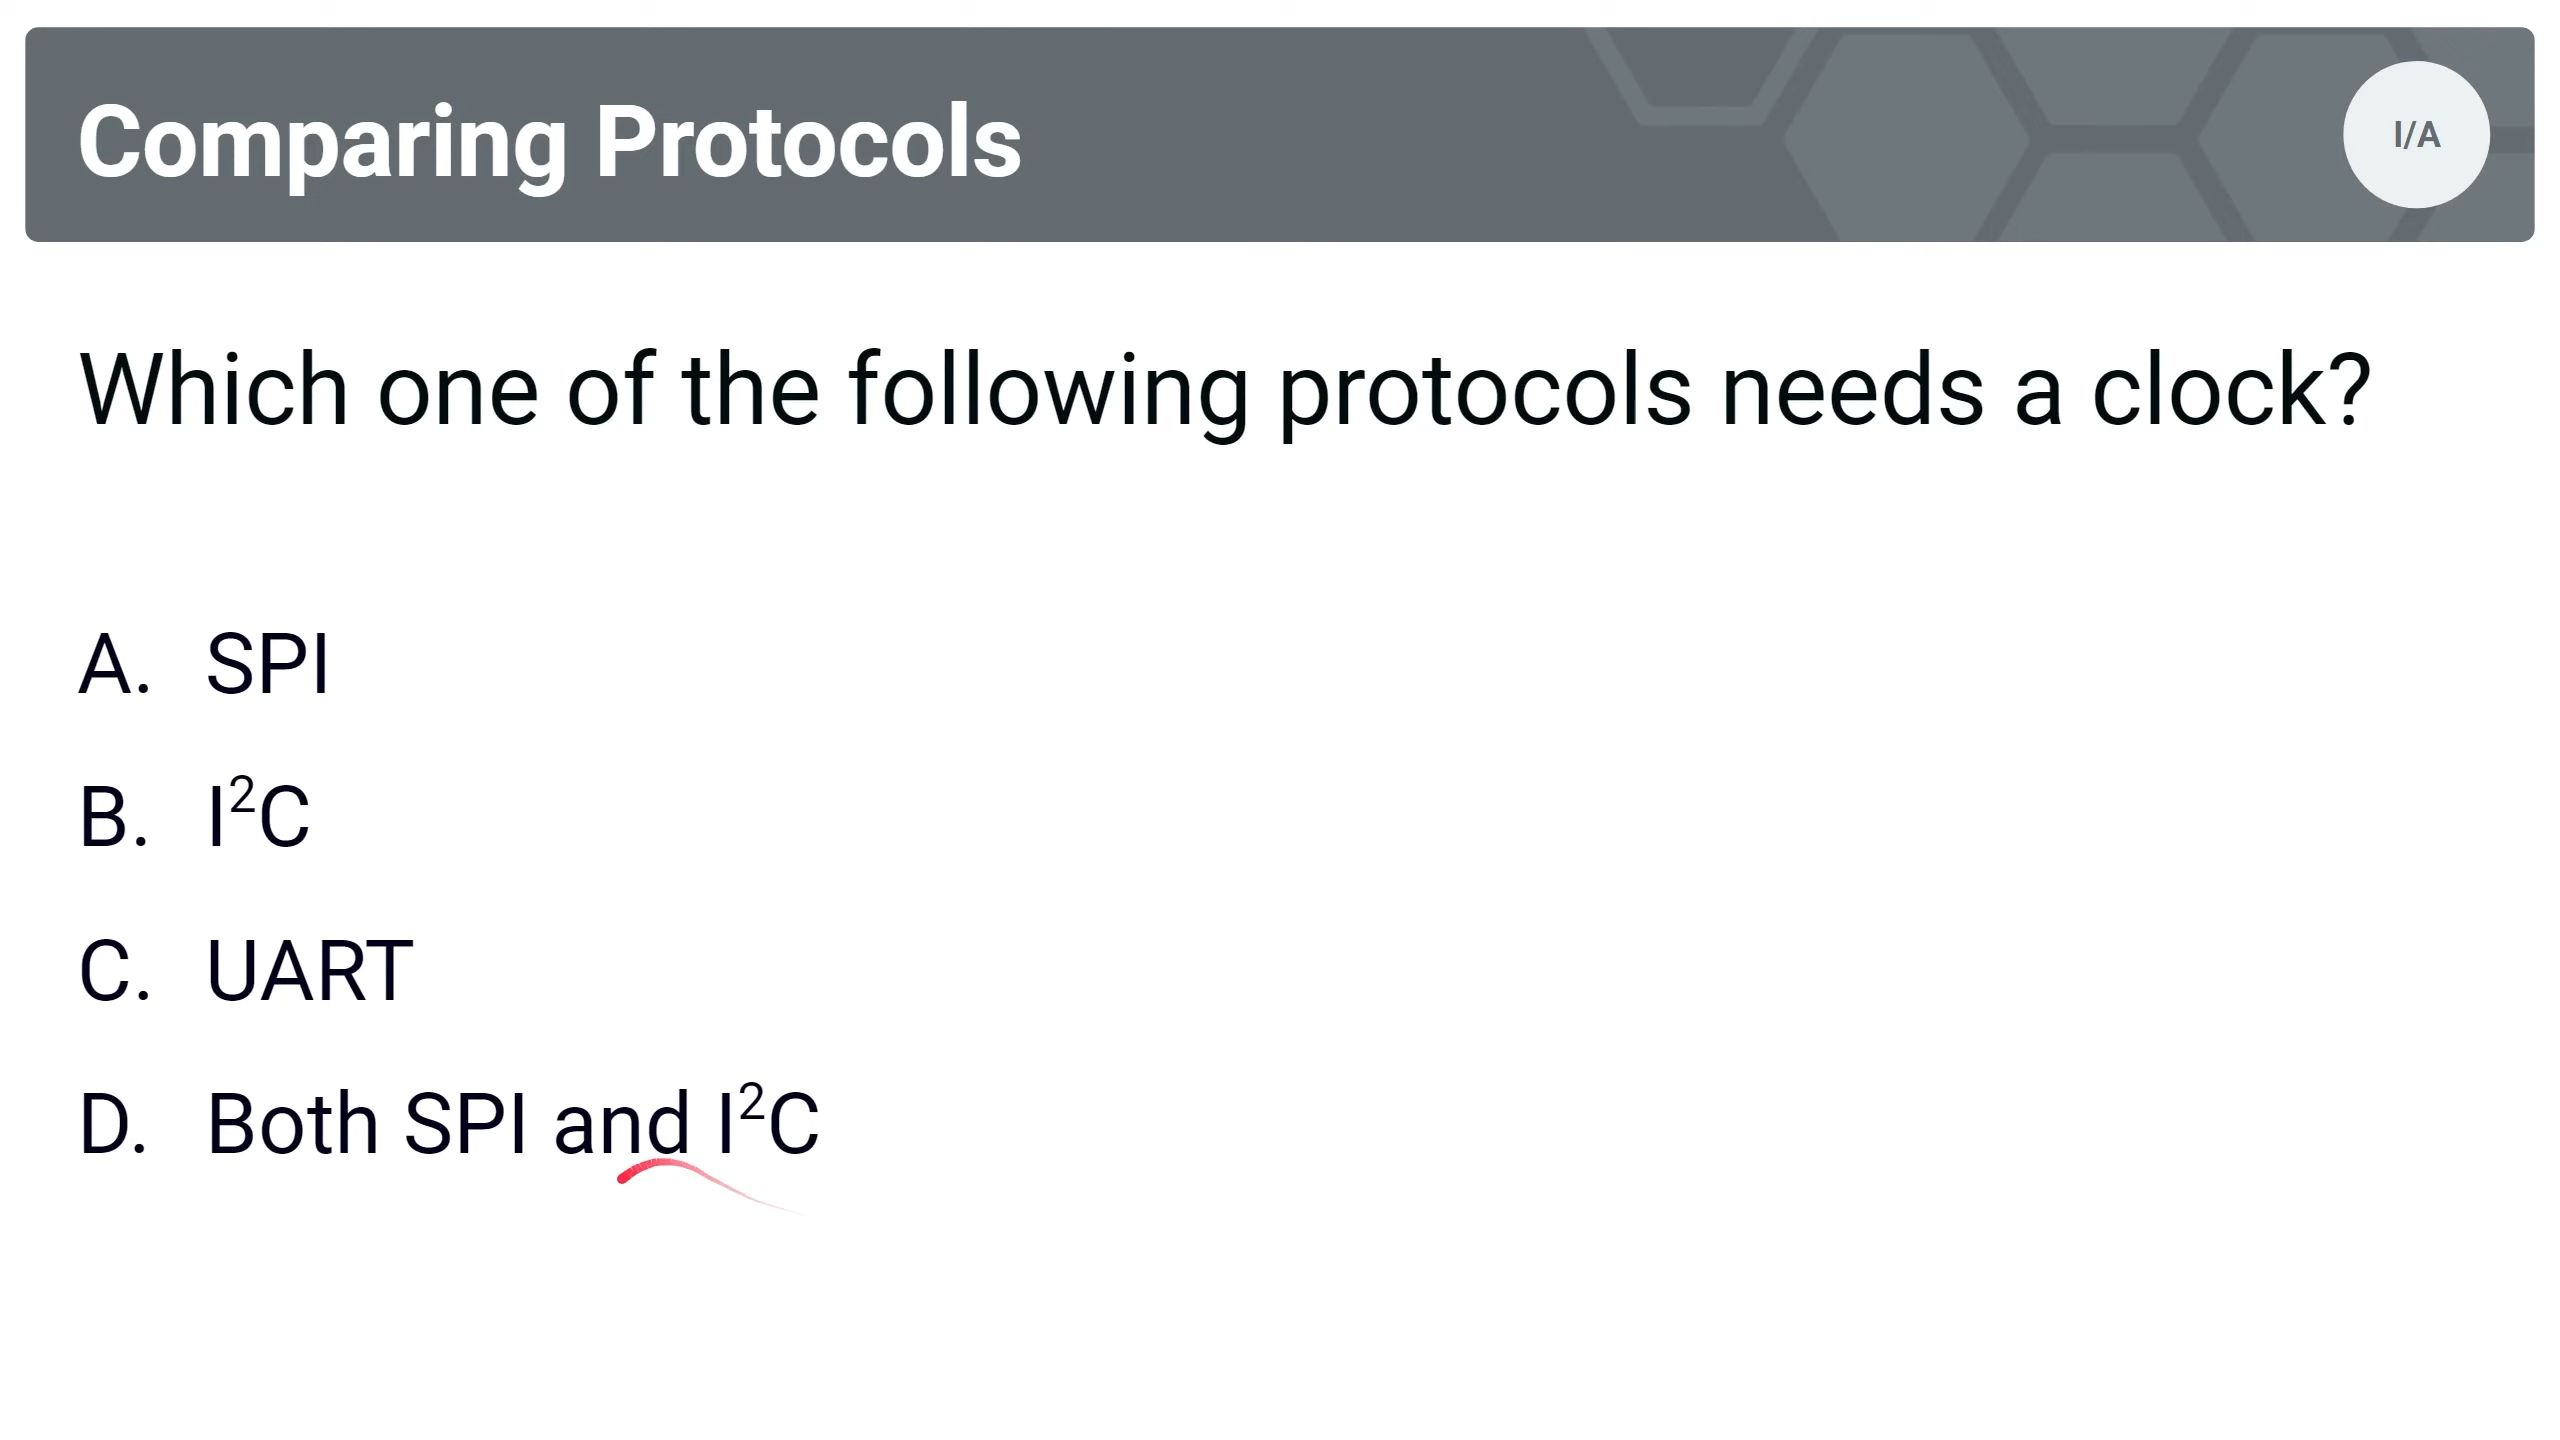 Comparing Protocols
I/A
Which one of the following protocols needs a clock?
A. SPI
B. I²C
C. UART
D. Both SPI and I²C